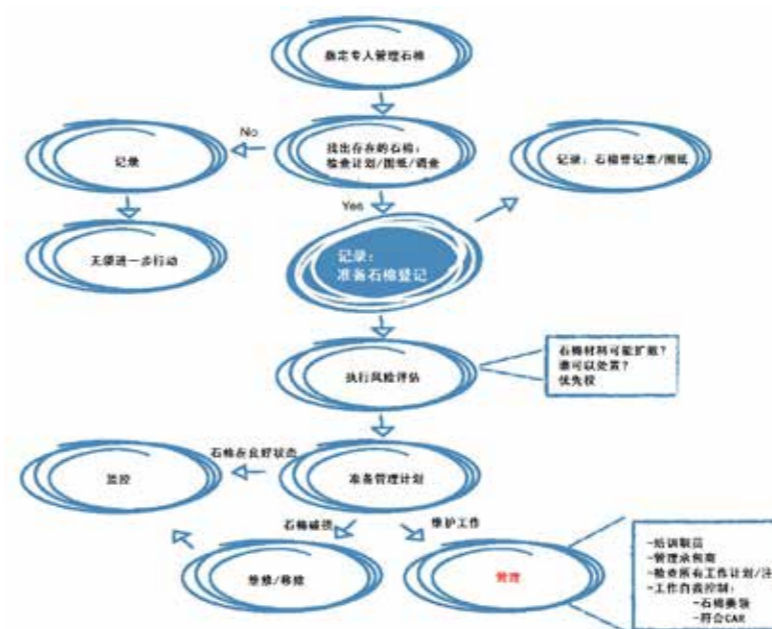 指定专人管理石棉
No
找出存在的石棉：
检查计划/图纸/调查
记录
记录：石棉登记表/图纸
Yes
无须进一步行动
记录：
准备石棉登记
执行风险评估
石棉材料可能扩散？
谁可以处置？
优先权
石棉在良好状态
监控
准备管理计划
石棉破损
维护工作
维修/移除
管理
-培训职员
-管理承包商
-检查所有工作计划/注
-工作自我控制：
-石棉
-符合CAR